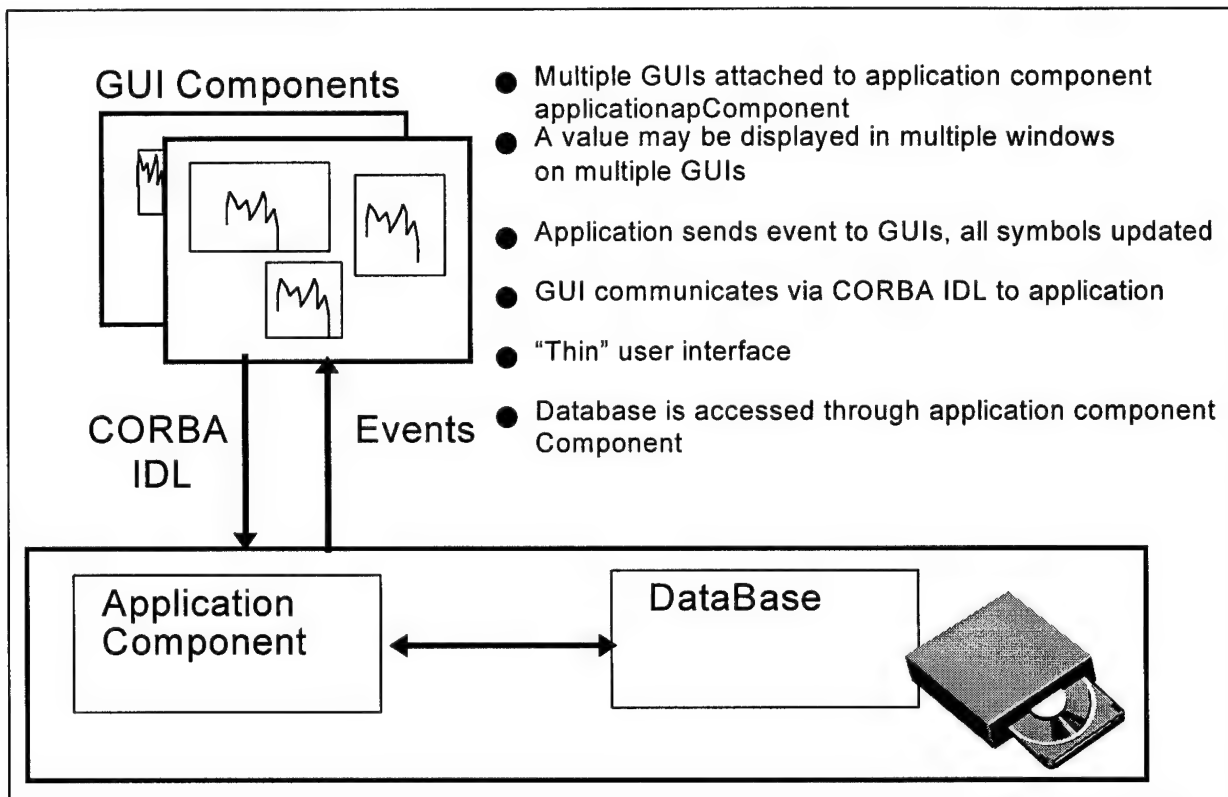 GUI Components
● Multiple GUIs attached to application component
applicationapComponent
● A value may be displayed in multiple windows
on multiple GUIs
● Application sends event to GUIs, all symbols updated
● GUI communicates via CORBA IDL to application
● “Thin” user interface
● Database is accessed through application component
Component
CORBA
IDL
Events
Application
Component
DataBase